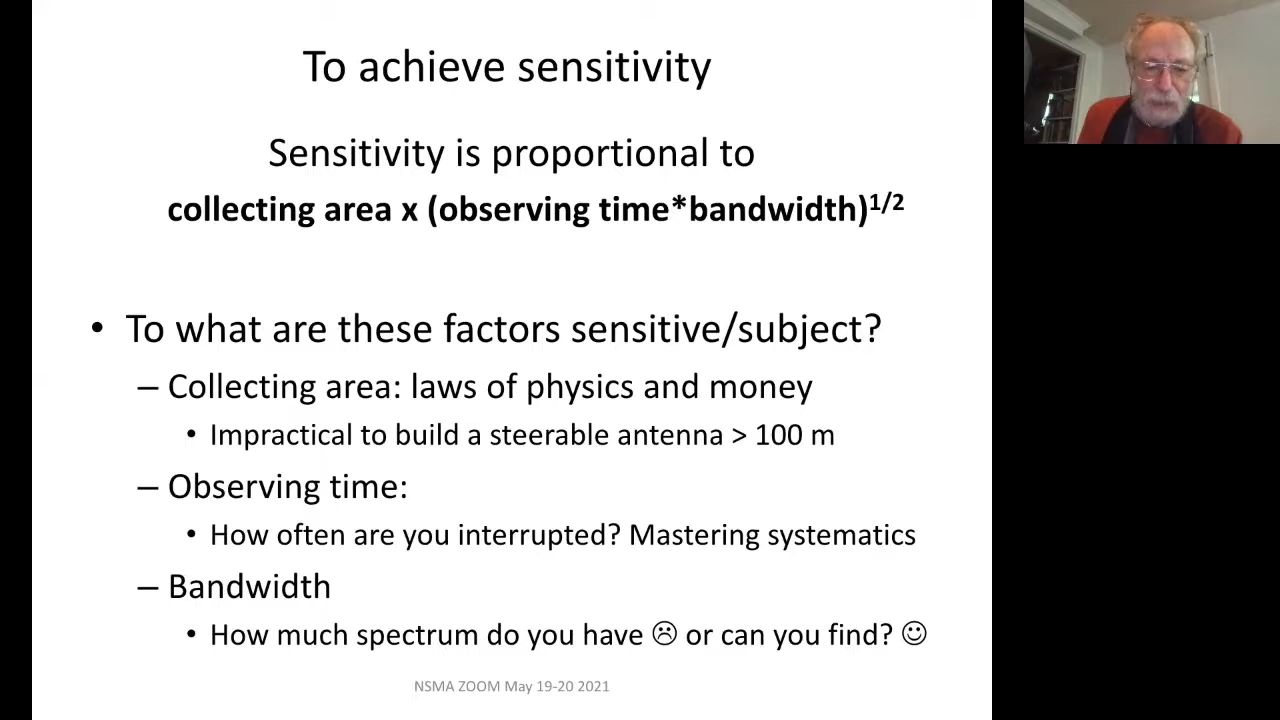 To achieve sensitivity
Sensitivity is proportional to
collecting area x (observing time*bandwidth)^1/2
• To what are these factors sensitive/subject?
– Collecting area: laws of physics and money
• Impractical to build a steerable antenna > 100 m
– Observing time:
• How often are you interrupted? Mastering systematics
– Bandwidth
• How much spectrum do you have ☹ or can you find? ☺
NSMA ZOOM May 19-20 2021